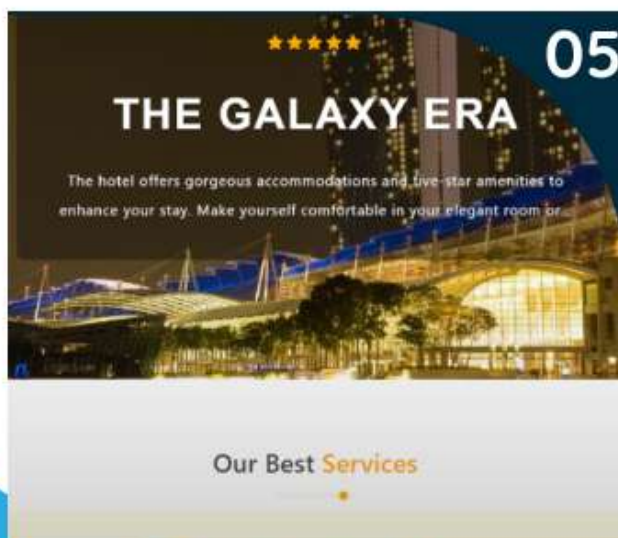 05
THE GALAXY ERA
The hotel offers gorgeous accommodations and five-star amenities to
enhance your stay. Make yourself comfortable in your elegant room or...
Our Best Services